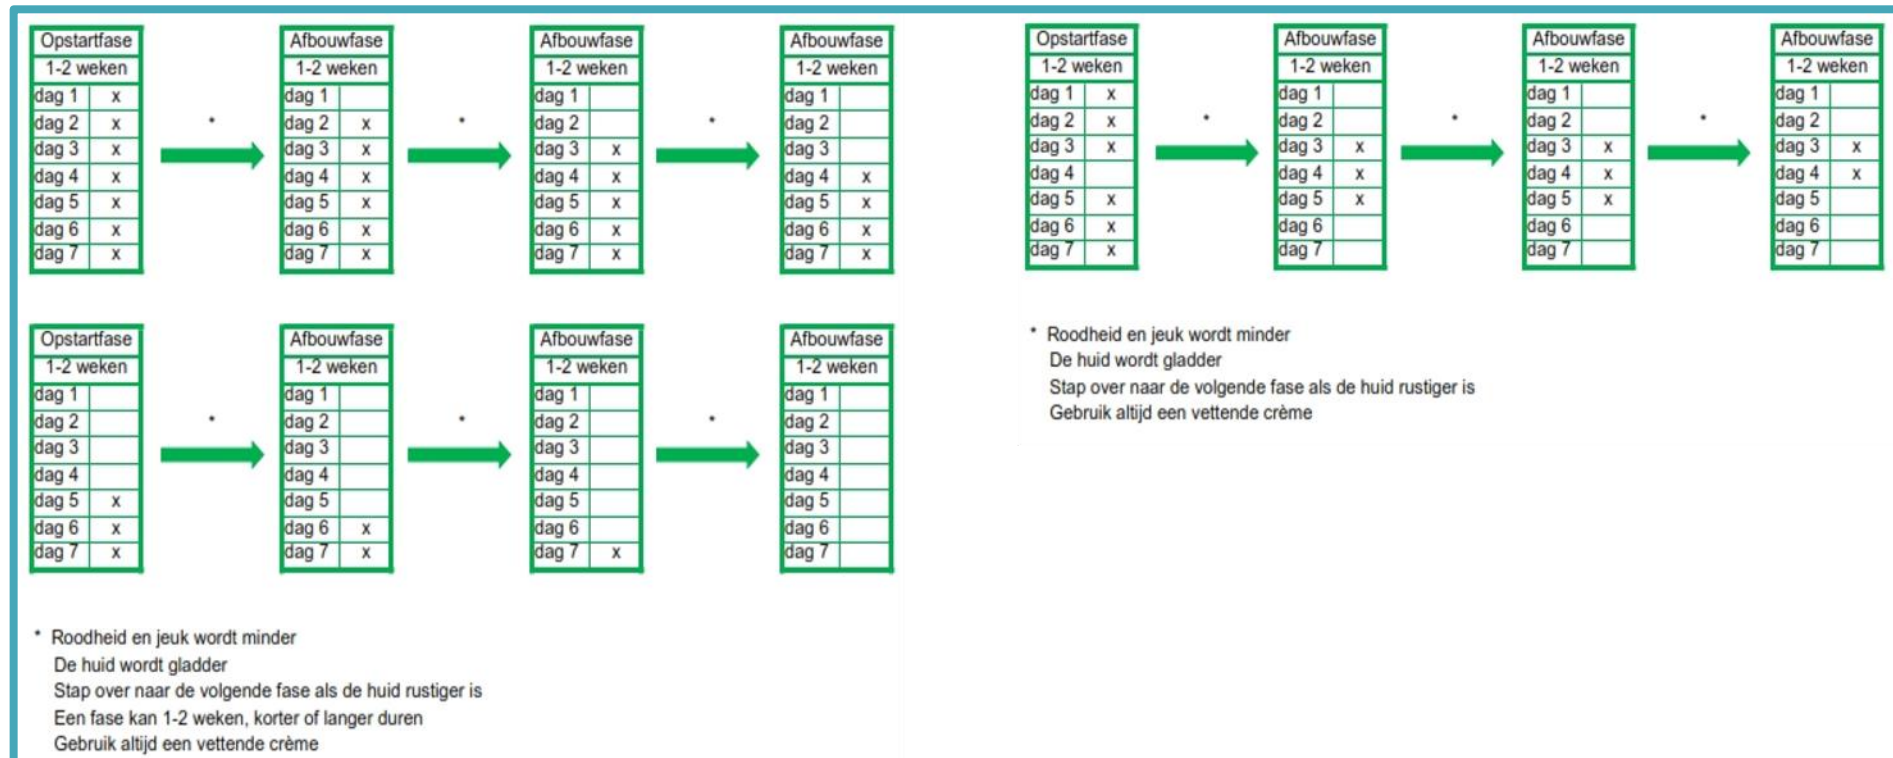 Opstartfase
1-2 weken
dag 1 x
dag 2 x
dag 3 x
dag 4 x
dag 5 x
dag 6 x
dag 7 x
*
Afbouwfase
1-2 weken
dag 1
dag 2 x
dag 3 x
dag 4 x
dag 5 x
dag 6 x
dag 7 x
*
Afbouwfase
1-2 weken
dag 1
dag 2
dag 3 x
dag 4 x
dag 5 x
dag 6 x
dag 7 x
*
Afbouwfase
1-2 weken
dag 1
dag 2
dag 3
dag 4 x
dag 5 x
dag 6 x
dag 7 x
Opstartfase
1-2 weken
dag 1
dag 2
dag 3
dag 4
dag 5 x
dag 6 x
dag 7 x
*
Afbouwfase
1-2 weken
dag 1
dag 2
dag 3
dag 4
dag 5
dag 6 x
dag 7 x
*
Afbouwfase
1-2 weken
dag 1
dag 2
dag 3
dag 4
dag 5
dag 6
dag 7 x
*
Afbouwfase
1-2 weken
dag 1
dag 2
dag 3
dag 4
dag 5
dag 6
dag 7
* Roodheid en jeuk wordt minder
De huid wordt gladder
Stap over naar de volgende fase als de huid rustiger is
Een fase kan 1-2 weken, korter of langer duren
Gebruik altijd een vettende crème
Opstartfase
1-2 weken
dag 1 x
dag 2 x
dag 3 x
dag 4
dag 5 x
dag 6 x
dag 7 x
*
Afbouwfase
1-2 weken
dag 1
dag 2
dag 3 x
dag 4 x
dag 5 x
dag 6
dag 7
*
Afbouwfase
1-2 weken
dag 1
dag 2
dag 3 x
dag 4 x
dag 5 x
dag 6
dag 7
*
Afbouwfase
1-2 weken
dag 1
dag 2
dag 3 x
dag 4 x
dag 5
dag 6
dag 7
* Roodheid en jeuk wordt minder
De huid wordt gladder
Stap over naar de volgende fase als de huid rustiger is
Gebruik altijd een vettende crème